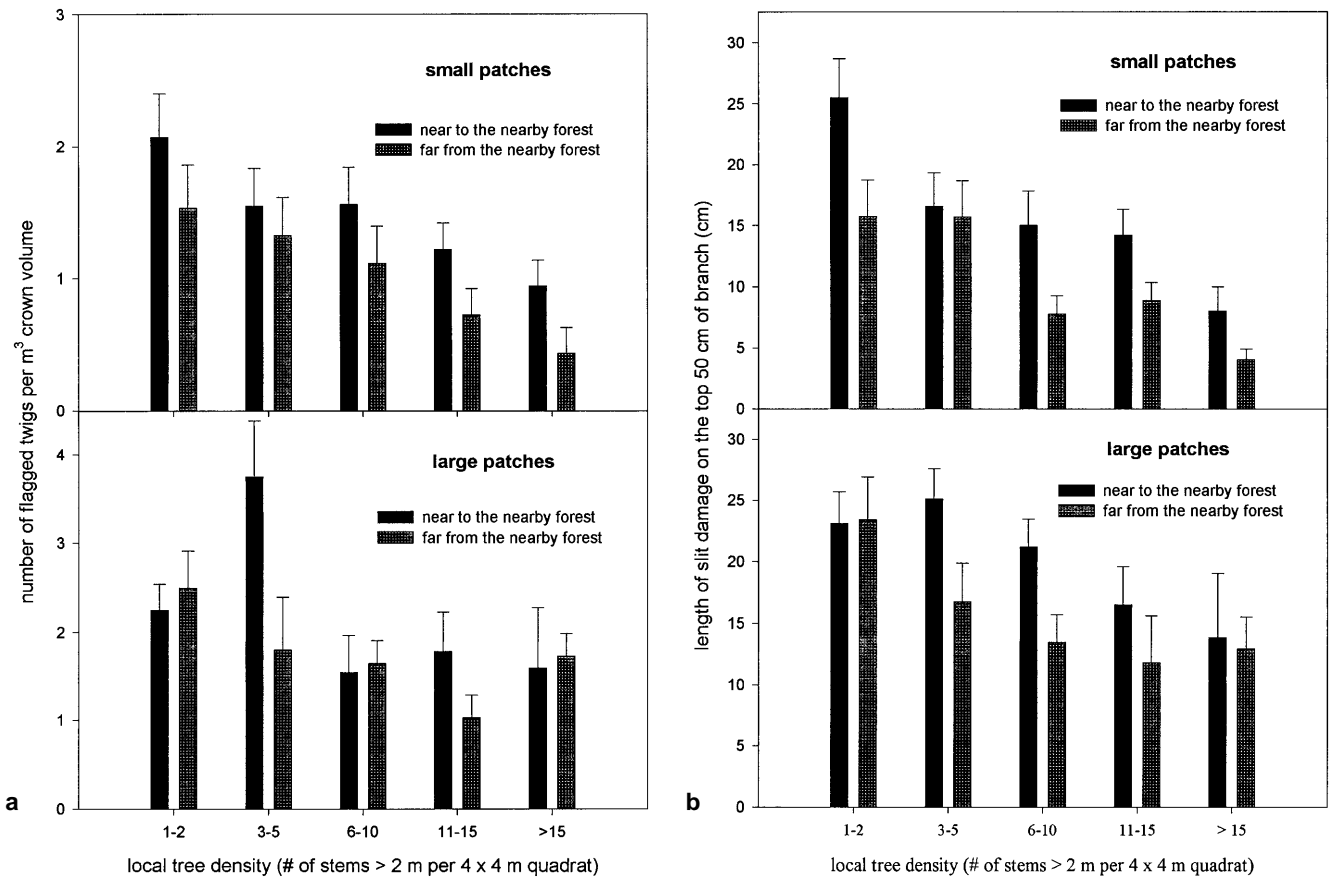 3
2
1
0
small patches
near to the nearby forest
far from the nearby forest
4
3
2
1
0
large patches
near to the nearby forest
far from the nearby forest
number of flagged twigs per m³ crown volume
1-2
3-5
6-10
11-15
>15
local tree density (# of stems > 2 m per 4 x 4 m quadrat)
a
30
25
20
15
10
5
0
small patches
near to the nearby forest
far from the nearby forest
30
25
20
15
10
5
0
large patches
near to the nearby forest
far from the nearby forest
length of slit damage on the top 50 cm of branch (cm)
1-2
3-5
6-10
11-15
> 15
local tree density (# of stems > 2 m per 4 x 4 m quadrat)
b